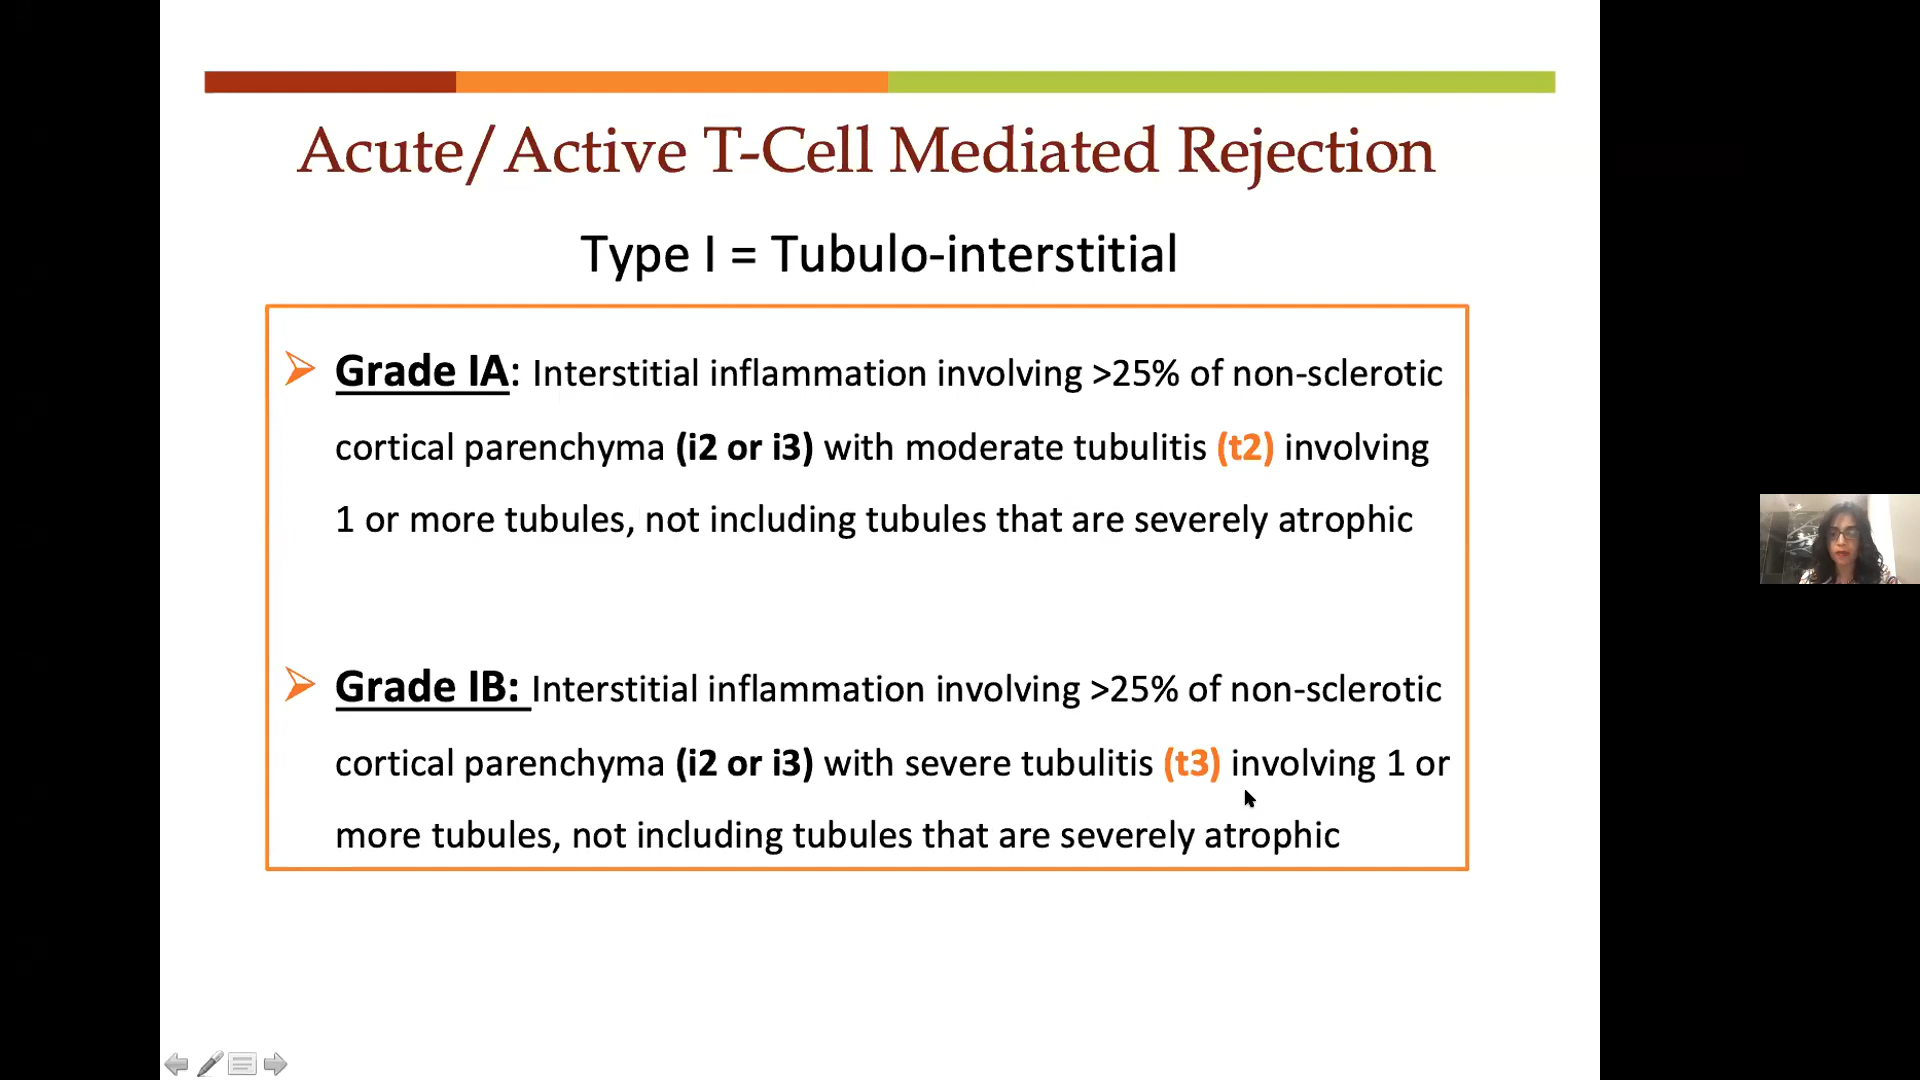 Acute/Active T-Cell Mediated Rejection
Type I = Tubulo-interstitial
Grade IA: Interstitial inflammation involving >25% of non-sclerotic
cortical parenchyma (i2 or i3) with moderate tubulitis (t2) involving
1 or more tubules, not including tubules that are severely atrophic
Grade IB: Interstitial inflammation involving >25% of non-sclerotic
cortical parenchyma (i2 or i3) with severe tubulitis (t3) involving 1 or
more tubules, not including tubules that are severely atrophic